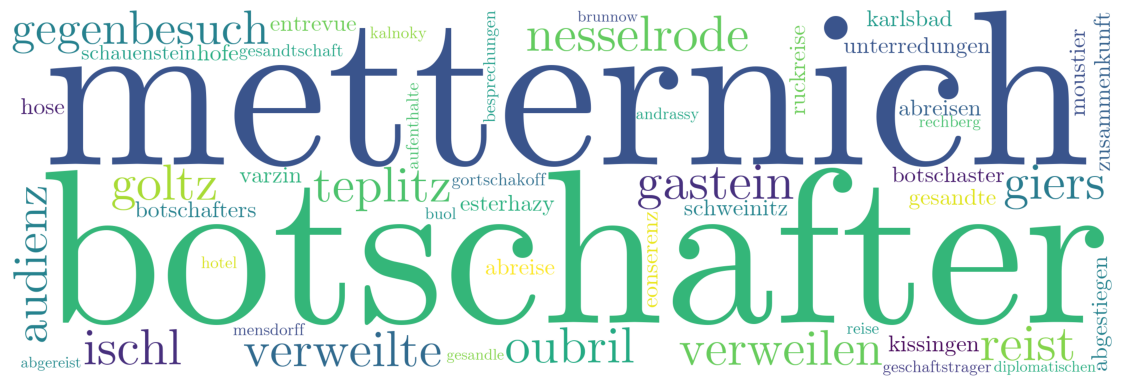 gegenbesuch entrevue brunnow karlsbad
schauenstein hofe gesandtschaft kalnoky nesselrode unterredungen
besprechungen ruckreise moustier zusammenkunft
hose metternich andrassy abreisen
rechberg
aufenthalte
goltz varzin teplitz gortschakoff gastein botschaster giers
botschafters buol esterhazy schweinitz gesandte
audienz botschafter conserenz abgestiegen
hotel abreise
mensdorff reise
abgereist ischl verweilte gesandle oubril verweilen kissingen reist
geschaftstrager diplomatischen